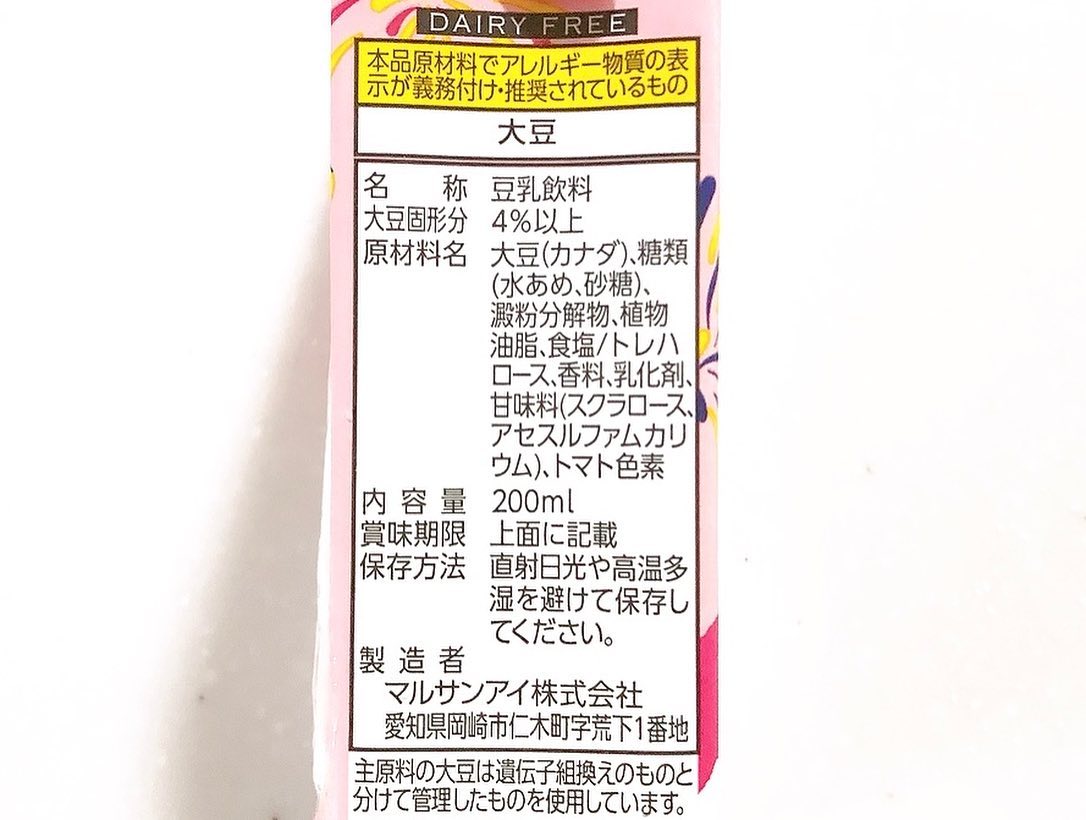 DAIRY FREE
本品原材料でアレルギー物質の表
示が義務付け・推奨されているもの
大豆
名 称 豆乳飲料
大豆固形分 4%以上
原材料名 大豆(カナダ)、糖類
(水あめ、砂糖)、
澱粉分解物、植物
油脂、食塩/トレハ
ロース、香料、乳化剤、
甘味料(スクラロース、
アセスルファムカリ
ウム)、トマト色素
内容量 200ml
賞味期限 上面に記載
保存方法 直射日光や高温多
湿を避けて保存し
てください。
製造者
マルサンアイ株式会社
愛知県岡崎市仁木町字荒下1番地
主原料の大豆は遺伝子組換えのものと
分けて管理したものを使用しています。